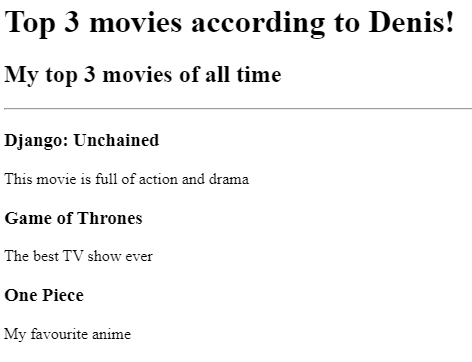 Top 3 movies according to Denis!
My top 3 movies of all time
Django: Unchained
This movie is full of action and drama
Game of Thrones
The best TV show ever
One Piece
My favourite anime